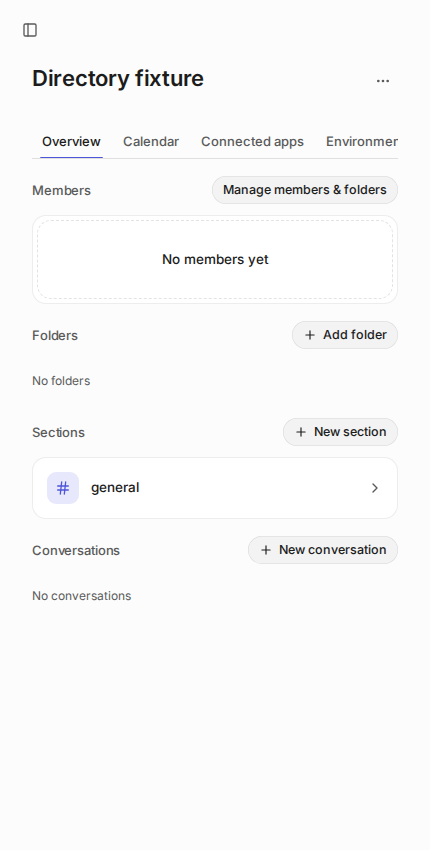 Directory fixture
Overview Calendar Connected apps Environmer
Members Manage members & folders
No members yet
Folders + Add folder
No folders
Sections + New section
# general
Conversations + New conversation
No conversations